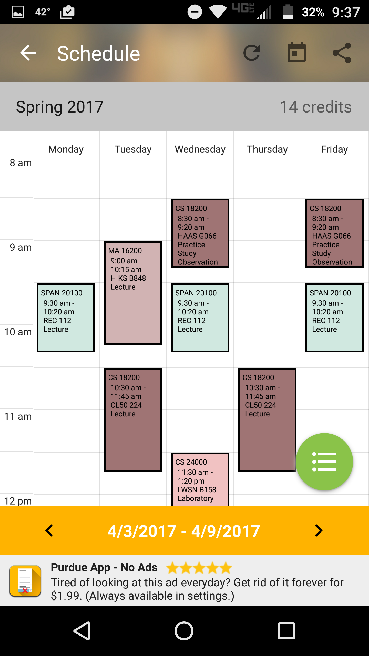 42° 4G 32% 9:37
Schedule
Spring 2017 14 credits
Monday Tuesday Wednesday Thursday Friday
8 am
CS 18200
8:30 am -
9:20 am
HAAS G066
Practice
Study
Observation
CS 18200
8:30 am -
9:20 am
HAAS G066
Practice
Study
Observation
9 am
MA 16200
9:00 am
10:15 am
Lecture
SPAN 20100
9:30 am -
10:20 am
REC 112
Lecture
SPAN 20100
9:30 am -
10:20 am
REC 112
Lecture
SPAN 20100
9:30 am -
10:20 am
REC 112
Lecture
10 am
CS 18200
10:30 am -
11:45 am
CL50 224
Lecture
CS 18200
10:30 am -
11:45 am
CL50 224
Lecture
11 am
CS 24000
11:30 am -
1:20 pm
LWSN B158
Laboratory
12 pm
4/3/2017 - 4/9/2017
Purdue App - No Ads
Tired of looking at this ad everyday? Get rid of it forever for
$1.99. (Always available in settings.)